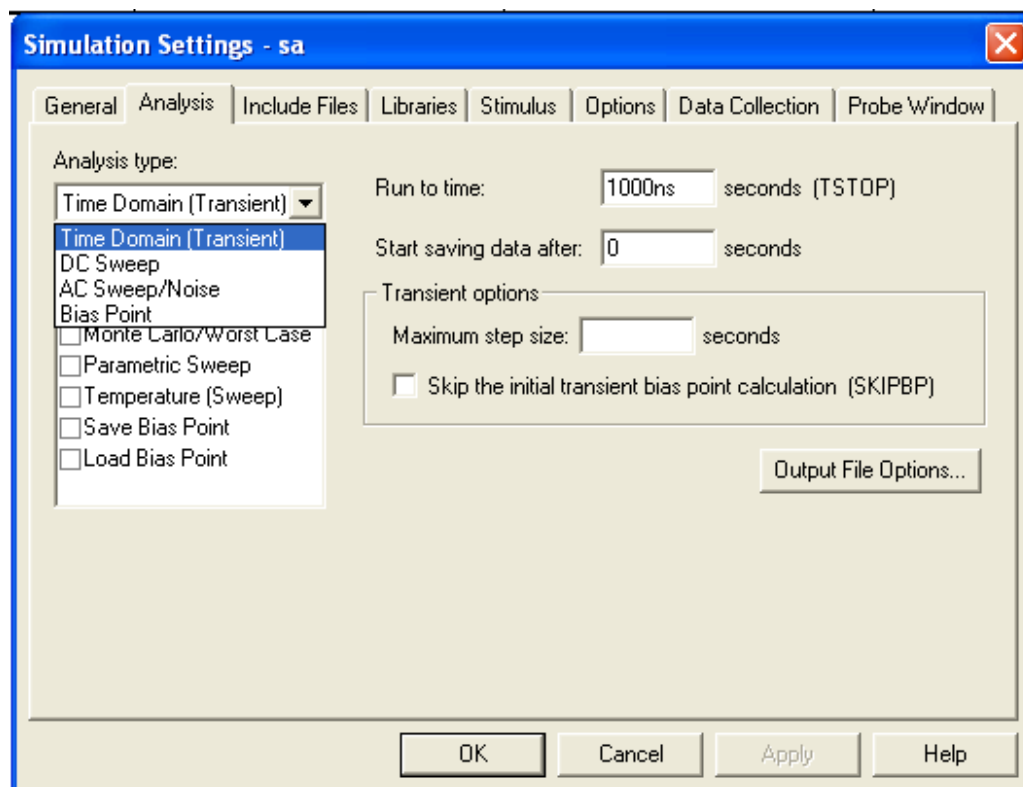 Simulation Settings - sa
General Analysis Include Files Libraries Stimulus Options Data Collection Probe Window
Analysis type:
Time Domain (Transient)
Time Domain (Transient)
DC Sweep
AC Sweep/Noise
Bias Point
Monte Carlo/Worst Case
Parametric Sweep
Temperature (Sweep)
Save Bias Point
Load Bias Point
Run to time: 1000ns seconds (TSTOP)
Start saving data after: 0 seconds
Transient options
Maximum step size: seconds
Skip the initial transient bias point calculation (SKIPBP)
Output File Options...
OK Cancel Apply Help